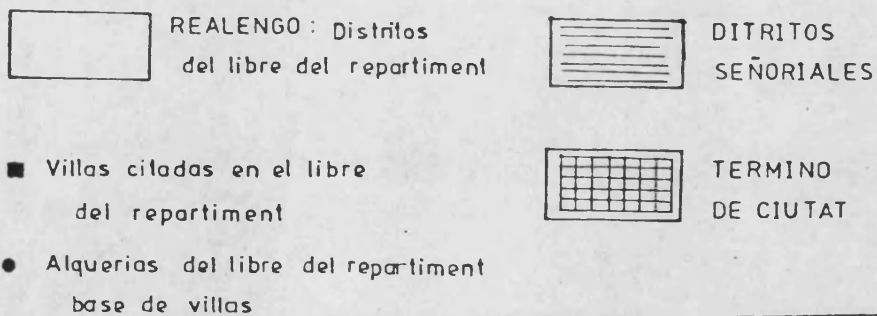 REALENGO: Distritos
del libre del repartiment
DITRITOS
SEÑORIALES
Villas citadas en el libre
del repartiment
TERMINO
DE CIUTAT
Alquerias del libre del repartiment
base de villas